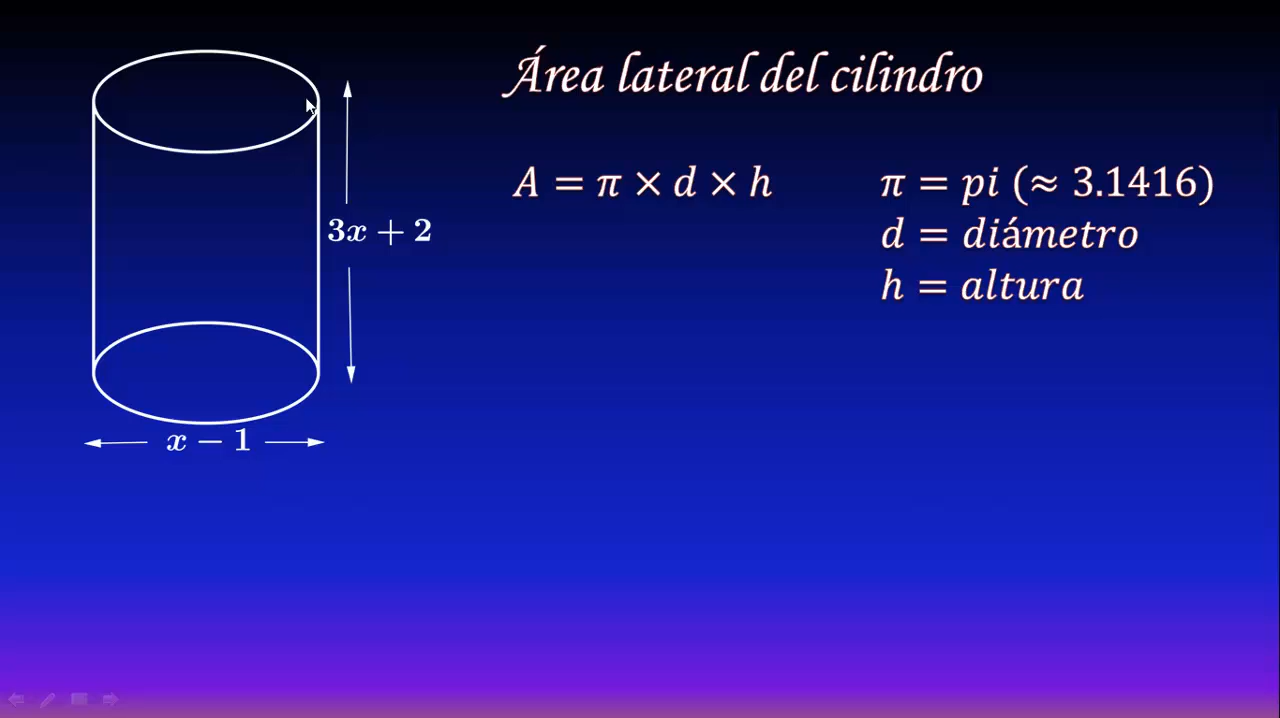 Área lateral del cilindro
A = π × d × h
π = pi (≈ 3.1416)
d = diámetro
h = altura
3x + 2
x − 1